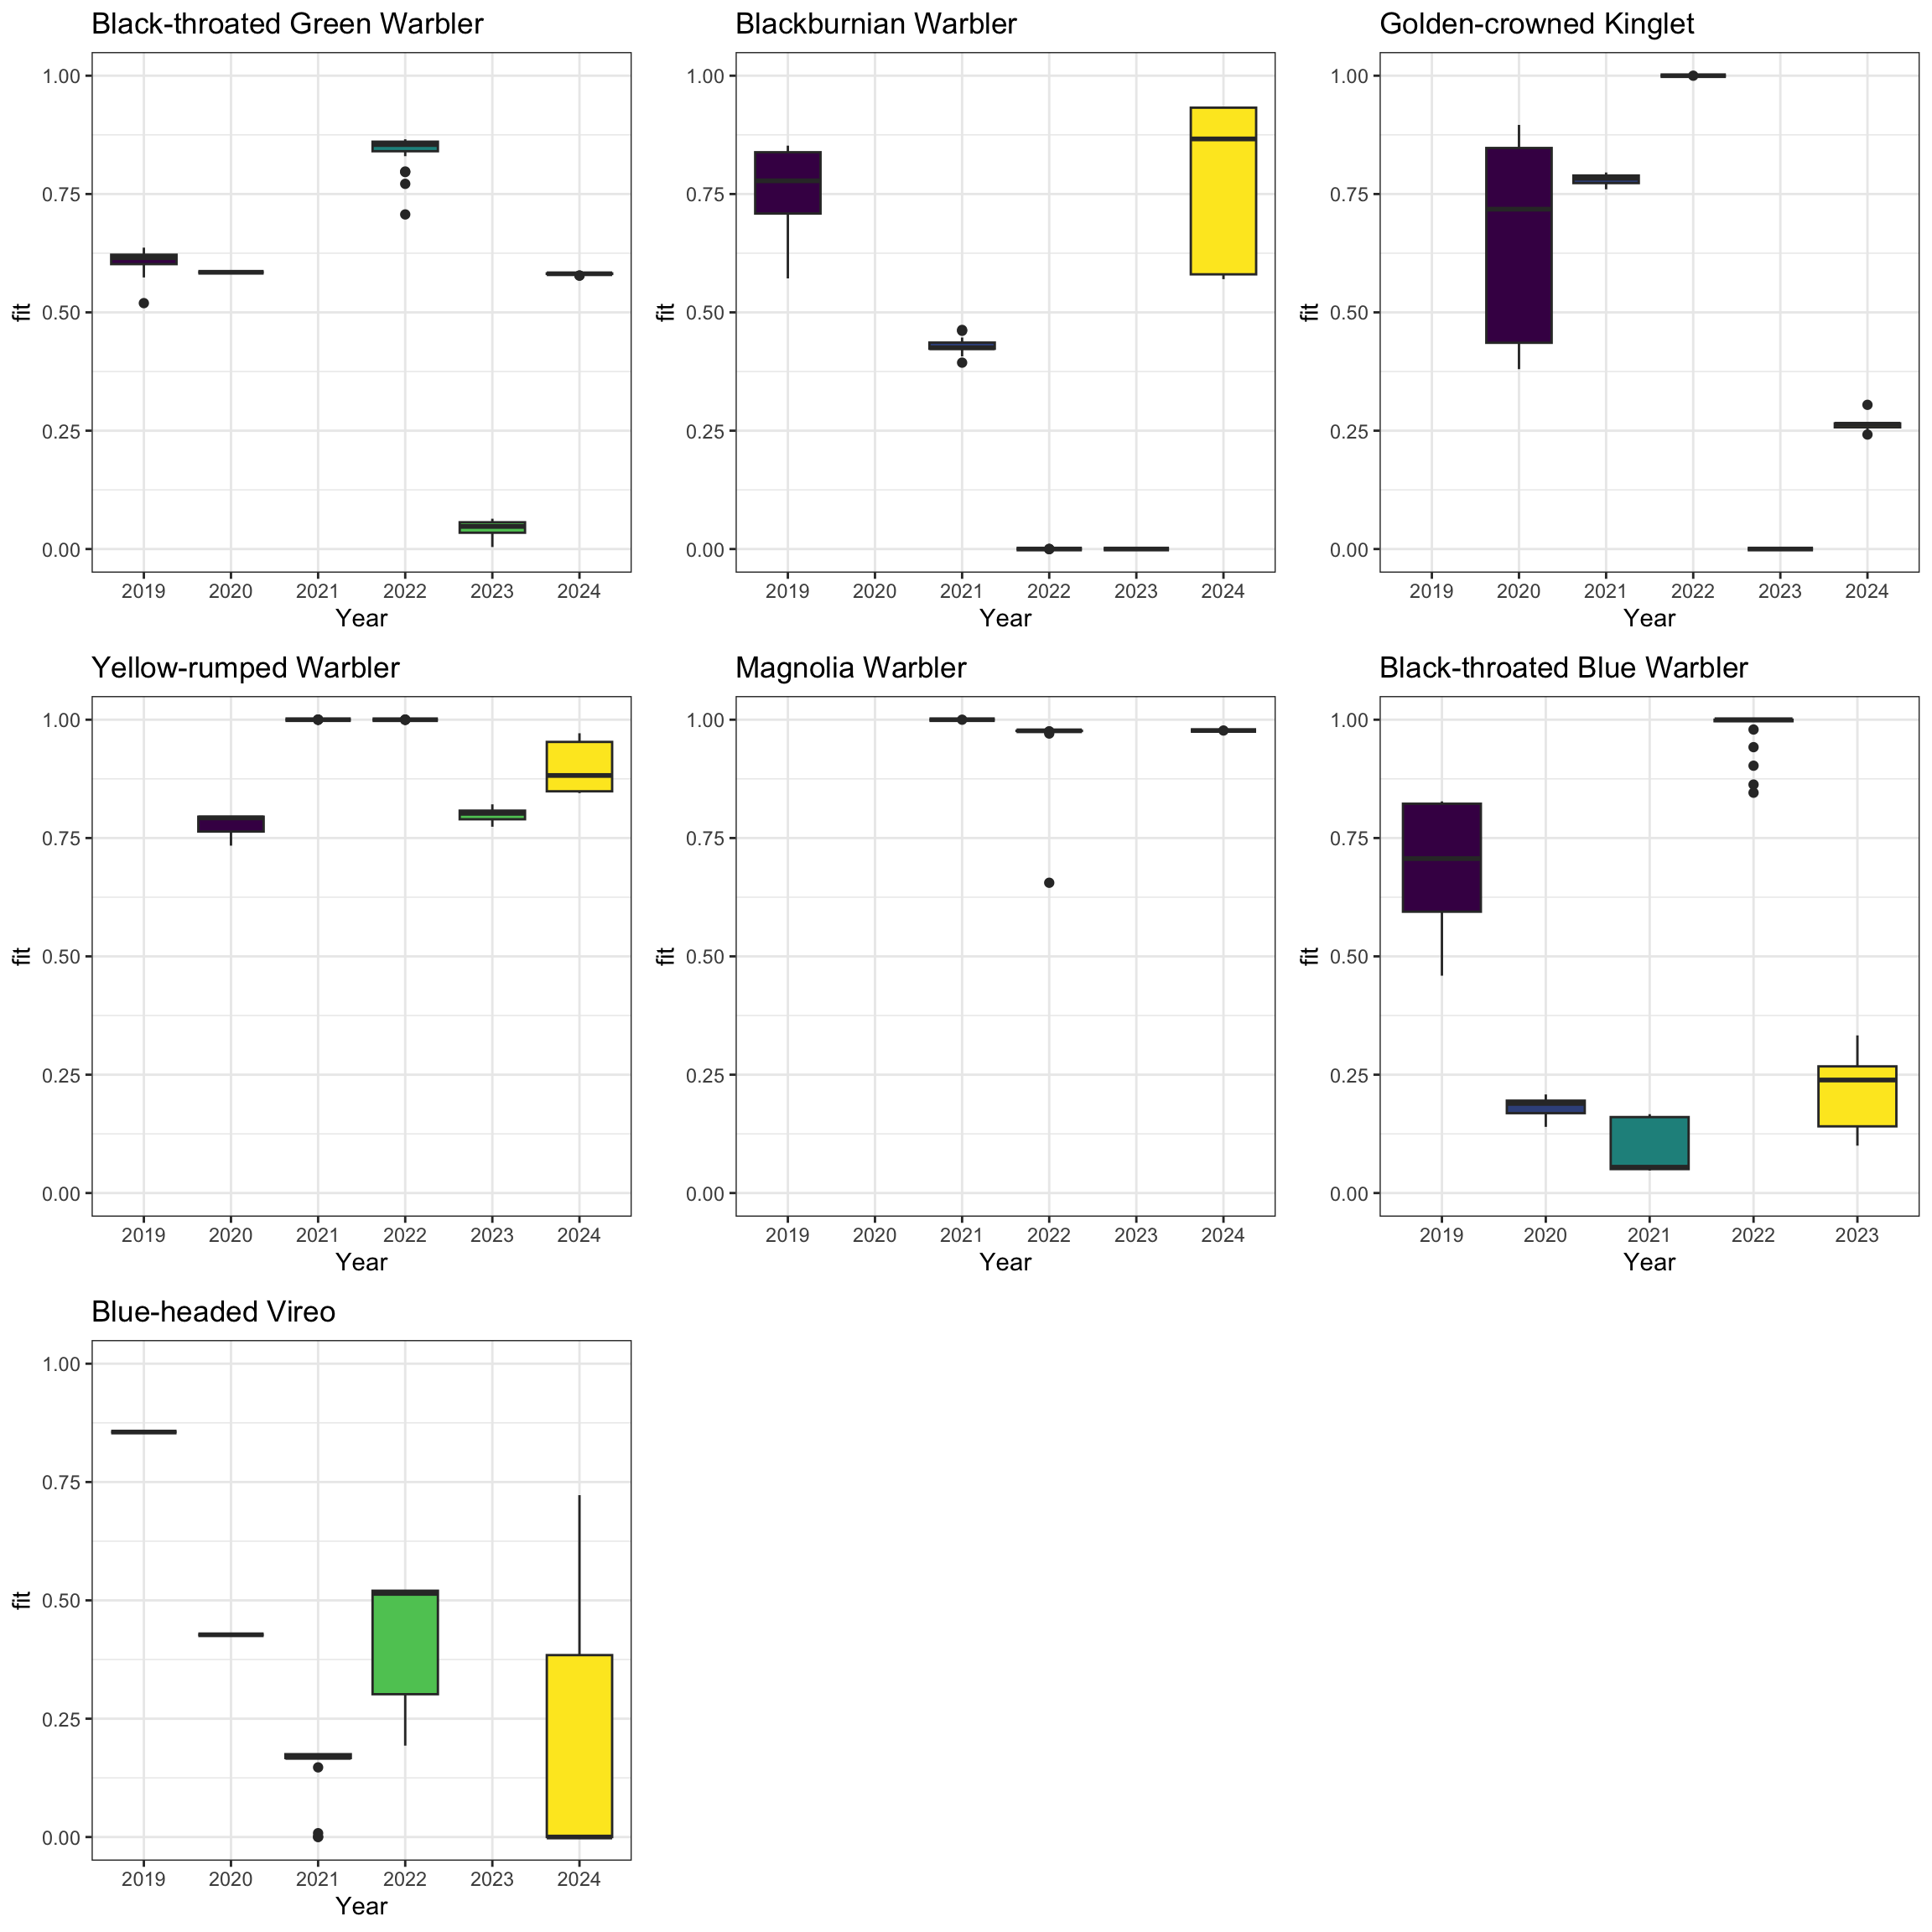 Black-throated Green Warbler
1.00
0.75
0.50
0.25
0.00
fit
2019 2020 2021 2022 2023 2024
Year
Blackburnian Warbler
1.00
0.75
0.50
0.25
0.00
fit
2019 2020 2021 2022 2023 2024
Year
Golden-crowned Kinglet
1.00
0.75
0.50
0.25
0.00
fit
2019 2020 2021 2022 2023 2024
Year
Yellow-rumped Warbler
1.00
0.75
0.50
0.25
0.00
fit
2019 2020 2021 2022 2023 2024
Year
Magnolia Warbler
1.00
0.75
0.50
0.25
0.00
fit
2019 2020 2021 2022 2023 2024
Year
Black-throated Blue Warbler
1.00
0.75
0.50
0.25
0.00
fit
2019 2020 2021 2022 2023
Year
Blue-headed Vireo
1.00
0.75
0.50
0.25
0.00
fit
2019 2020 2021 2022 2023 2024
Year